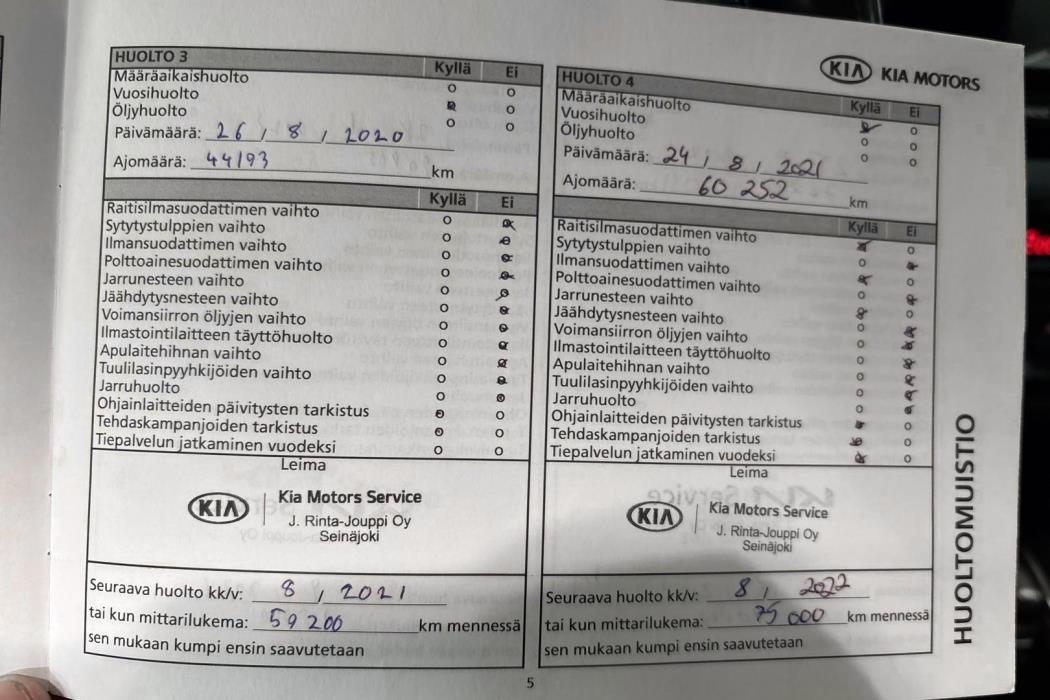 HUOLTO 3
Kyllä Ei
Määräaikaishuolto
Vuosihuolto
Öljyhuolto
Päivämäärä: 26 / 8 / 2020
Ajomäärä: 44193 km
Kyllä Ei
Raitisilmasuodattimen vaihto
Sytytystulppien vaihto
Ilmansuodattimen vaihto
Polttoainesuodattimen vaihto
Jarrunesteen vaihto
Jäähdytysnesteen vaihto
Voimansiirron öljyjen vaihto
Ilmastointilaitteen täyttöhuolto
Apulaitehihnan vaihto
Tuulilasinpyyhkijöiden vaihto
Jarruhuolto
Ohjainlaitteiden päivitysten tarkistus
Tehdaskampanjoiden tarkistus
Tiepalvelun jatkaminen vuodeksi
Leima
KIA Kia Motors Service
J. Rinta-Jouppi Oy
Seinäjoki
Seuraava huolto kk/v: 8 / 2021
tai kun mittarilukema: 59 200 km mennessä
sen mukaan kumpi ensin saavutetaan
KIA KIA MOTORS
HUOLTO 4
Kyllä Ei
Määräaikaishuolto
Vuosihuolto
Öljyhuolto
Päivämäärä: 24 / 8 / 2021
Ajomäärä: 60 252 km
Kyllä Ei
Raitisilmasuodattimen vaihto
Sytytystulppien vaihto
Ilmansuodattimen vaihto
Polttoainesuodattimen vaihto
Jarrunesteen vaihto
Jäähdytysnesteen vaihto
Voimansiirron öljyjen vaihto
Ilmastointilaitteen täyttöhuolto
Apulaitehihnan vaihto
Tuulilasinpyyhkijöiden vaihto
Jarruhuolto
Ohjainlaitteiden päivitysten tarkistus
Tehdaskampanjoiden tarkistus
Tiepalvelun jatkaminen vuodeksi
Leima
KIA Kia Motors Service
J. Rinta-Jouppi Oy
Seinäjoki
Seuraava huolto kk/v: 8 / 2022
tai kun mittarilukema: 75 000 km mennessä
sen mukaan kumpi ensin saavutetaan
HUOLTOMUISTIO
5